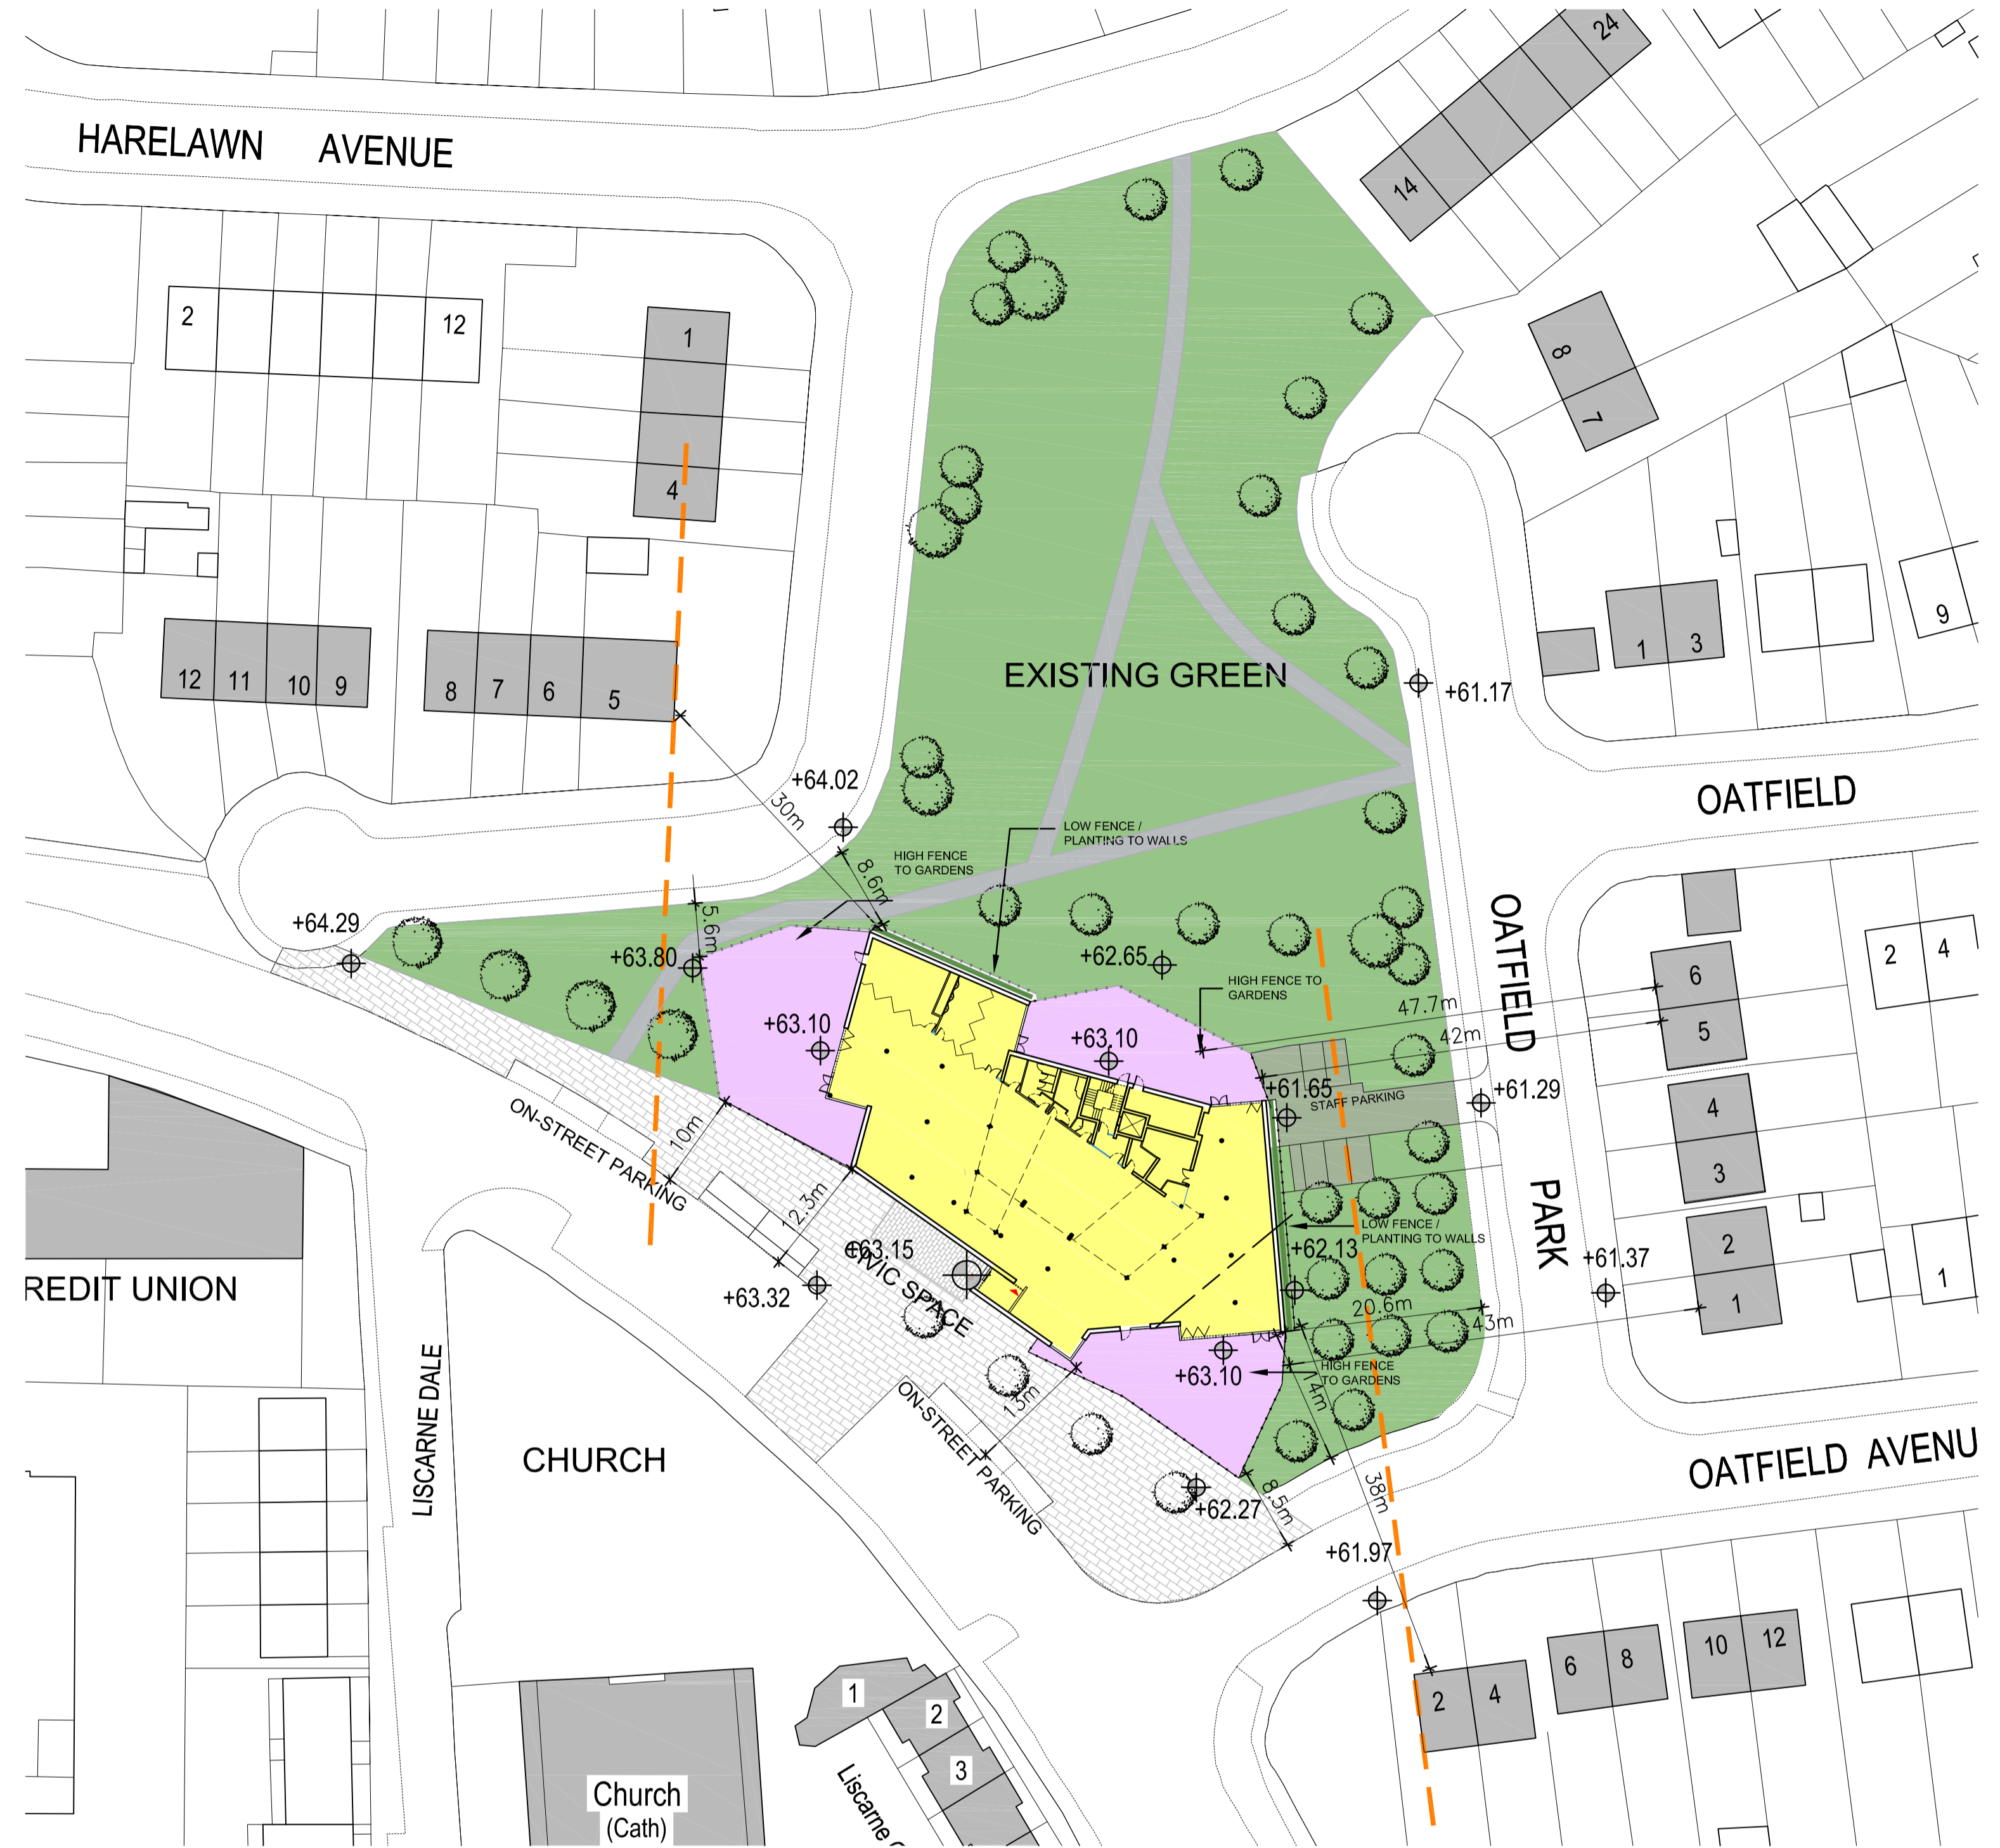 24
HARELAWN AVENUE
14
2
12
1
8
7
4
1
3
9
12
11
10
9
8
7
6
5
EXISTING GREEN
+61.17
+64.02
30m
OATFIELD
LOW FENCE /
PLANTING TO WALLS
HIGH FENCE
TO GARDENS
8.6m
+64.29
5.6m
+63.80
+62.65
OATFIELD
PARK
HIGH FENCE TO
GARDENS
47.7m
42m
6
2
4
5
+63.10
+63.10
+61.65
STAFF PARKING
+61.29
4
3
ON-STREET PARKING
10m
12.3m
LOW FENCE /
PLANTING TO WALLS
+62.13
+63.15
CIVIC SPACE
+63.32
+61.37
2
1
1
REDIT UNION
20.6m
43m
+63.10
HIGH FENCE
TO GARDENS
14m
13m
ON-STREET PARKING
LISCARNE DALE
CHURCH
OATFIELD AVENU
38m
8.5m
+62.27
+61.97
1
2
3
2
4
6
8
10
12
Church
(Cath)
Liscarne